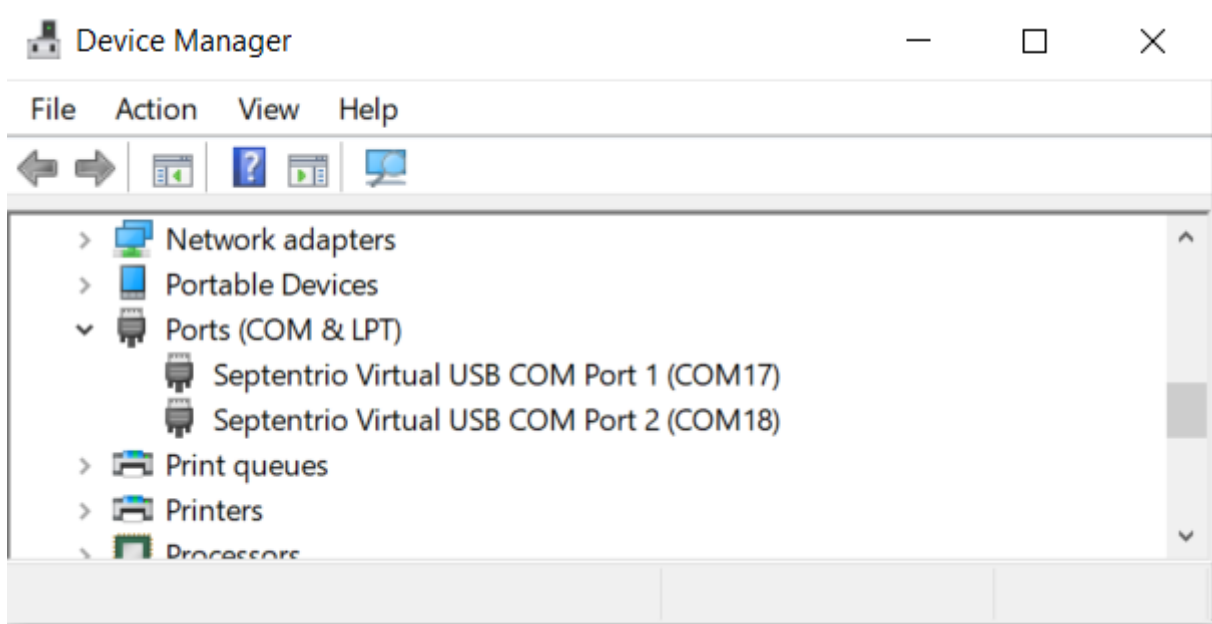 Device Manager
File Action View Help
Network adapters
Portable Devices
Ports (COM & LPT)
Septentrio Virtual USB COM Port 1 (COM17)
Septentrio Virtual USB COM Port 2 (COM18)
Print queues
Printers
Processors